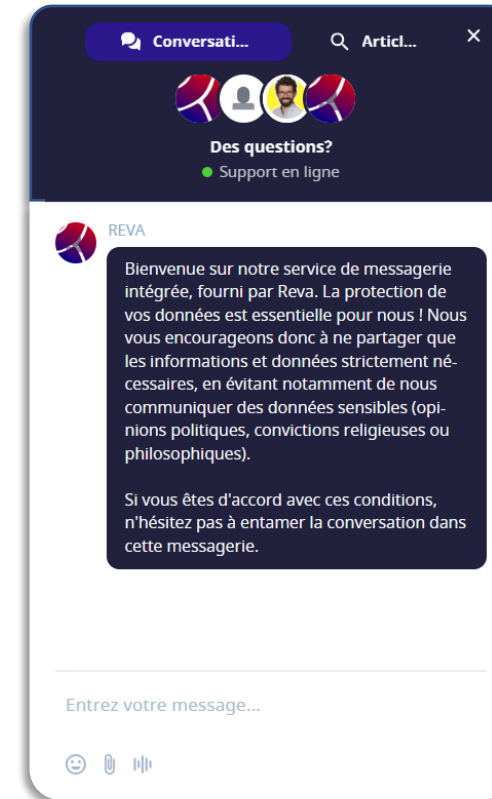 Conversati...
Articl...
Des questions?
Support en ligne
REVA
Bienvenue sur notre service de messagerie
intégrée, fourni par Reva. La protection de
vos données est essentielle pour nous ! Nous
vous encourageons donc à ne partager que
les informations et données strictement né-
cessaires, en évitant notamment de nous
communiquer des données sensibles (opi-
nions politiques, convictions religieuses ou
philosophiques).
Si vous êtes d'accord avec ces conditions,
n'hésitez pas à entamer la conversation dans
cette messagerie.
Entrez votre message...